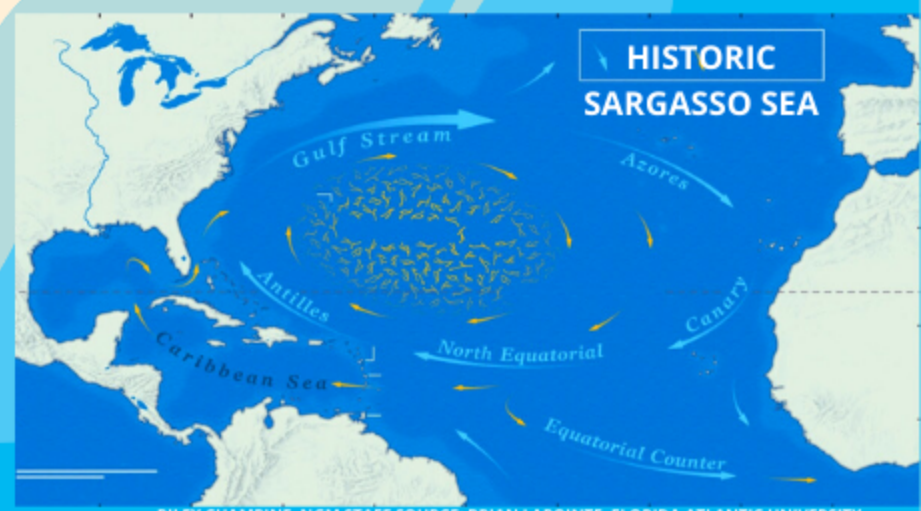 HISTORIC
SARGASSO SEA
Gulf Stream
Azores
Antilles
Canary
North Equatorial
Caribbean Sea
Equatorial Counter